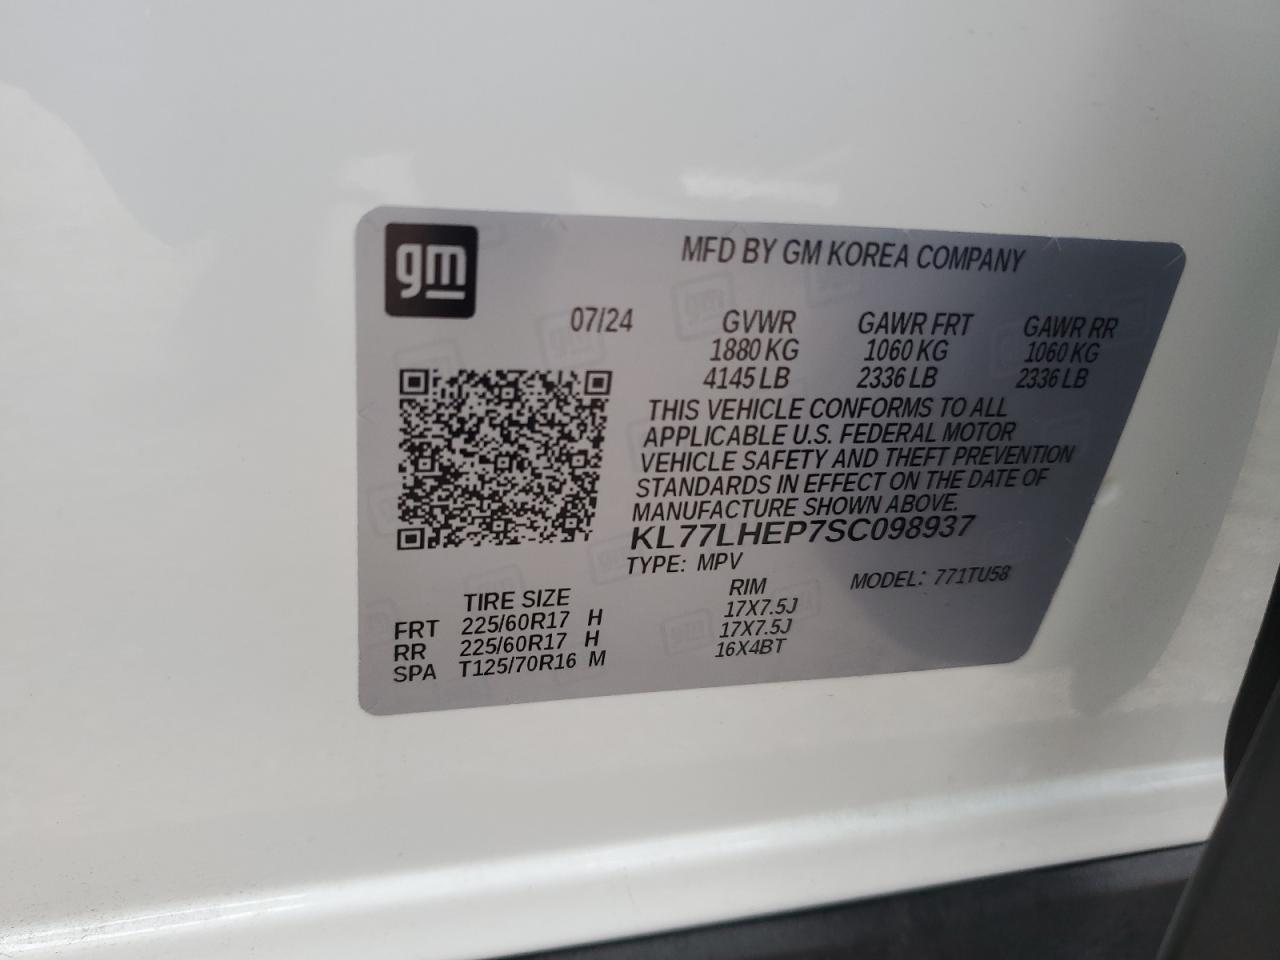 gm
MFD BY GM KOREA COMPANY
07/24 GVWR GAWR FRT GAWR RR
1880 KG 1060 KG 1060 KG
4145 LB 2336 LB 2336 LB
THIS VEHICLE CONFORMS TO ALL
APPLICABLE U.S. FEDERAL MOTOR
VEHICLE SAFETY AND THEFT PREVENTION
STANDARDS IN EFFECT ON THE DATE OF
MANUFACTURE SHOWN ABOVE.
KL77LHEP7SC098937
TYPE: MPV MODEL: 771TU58
TIRE SIZE RIM
FRT 225/60R17 H 17X7.5J
RR 225/60R17 H 17X7.5J
SPA T125/70R16 M 16X4BT